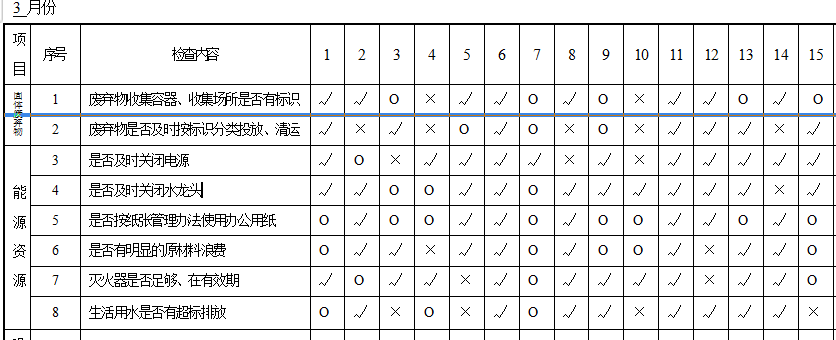 3 月份
项目 序号 检查内容 1 2 3 4 5 6 7 8 9 10 11 12 13 14 15
固体废弃物
1 废弃物收集容器、收集场所是否有标识 ✓ ✓ O × ✓ ✓ O ✓ O × ✓ ✓ O ✓ O
2 废弃物是否及时按标识分类投放、清运 ✓ × ✓ × O ✓ O × O × ✓ ✓ ✓ × ✓
能源资源
3 是否及时关闭电源 ✓ O × ✓ ✓ ✓ ✓ × ✓ × ✓ ✓ ✓ ✓ ✓
4 是否及时关闭水龙头 ✓ ✓ O O ✓ ✓ O ✓ ✓ ✓ ✓ ✓ ✓ × ✓
5 是否按纸张管理办法使用办公用纸 O ✓ O O ✓ ✓ O ✓ O O ✓ ✓ O ✓ O
6 是否有明显的原材料浪费 O ✓ ✓ × ✓ ✓ O ✓ O O ✓ × ✓ ✓ O
7 灭火器是否足够、在有效期 ✓ O ✓ ✓ × ✓ O ✓ ✓ ✓ ✓ × ✓ ✓ O
8 生活用水是否有超标排放 O ✓ × O × ✓ O ✓ ✓ × ✓ ✓ ✓ ✓ ×